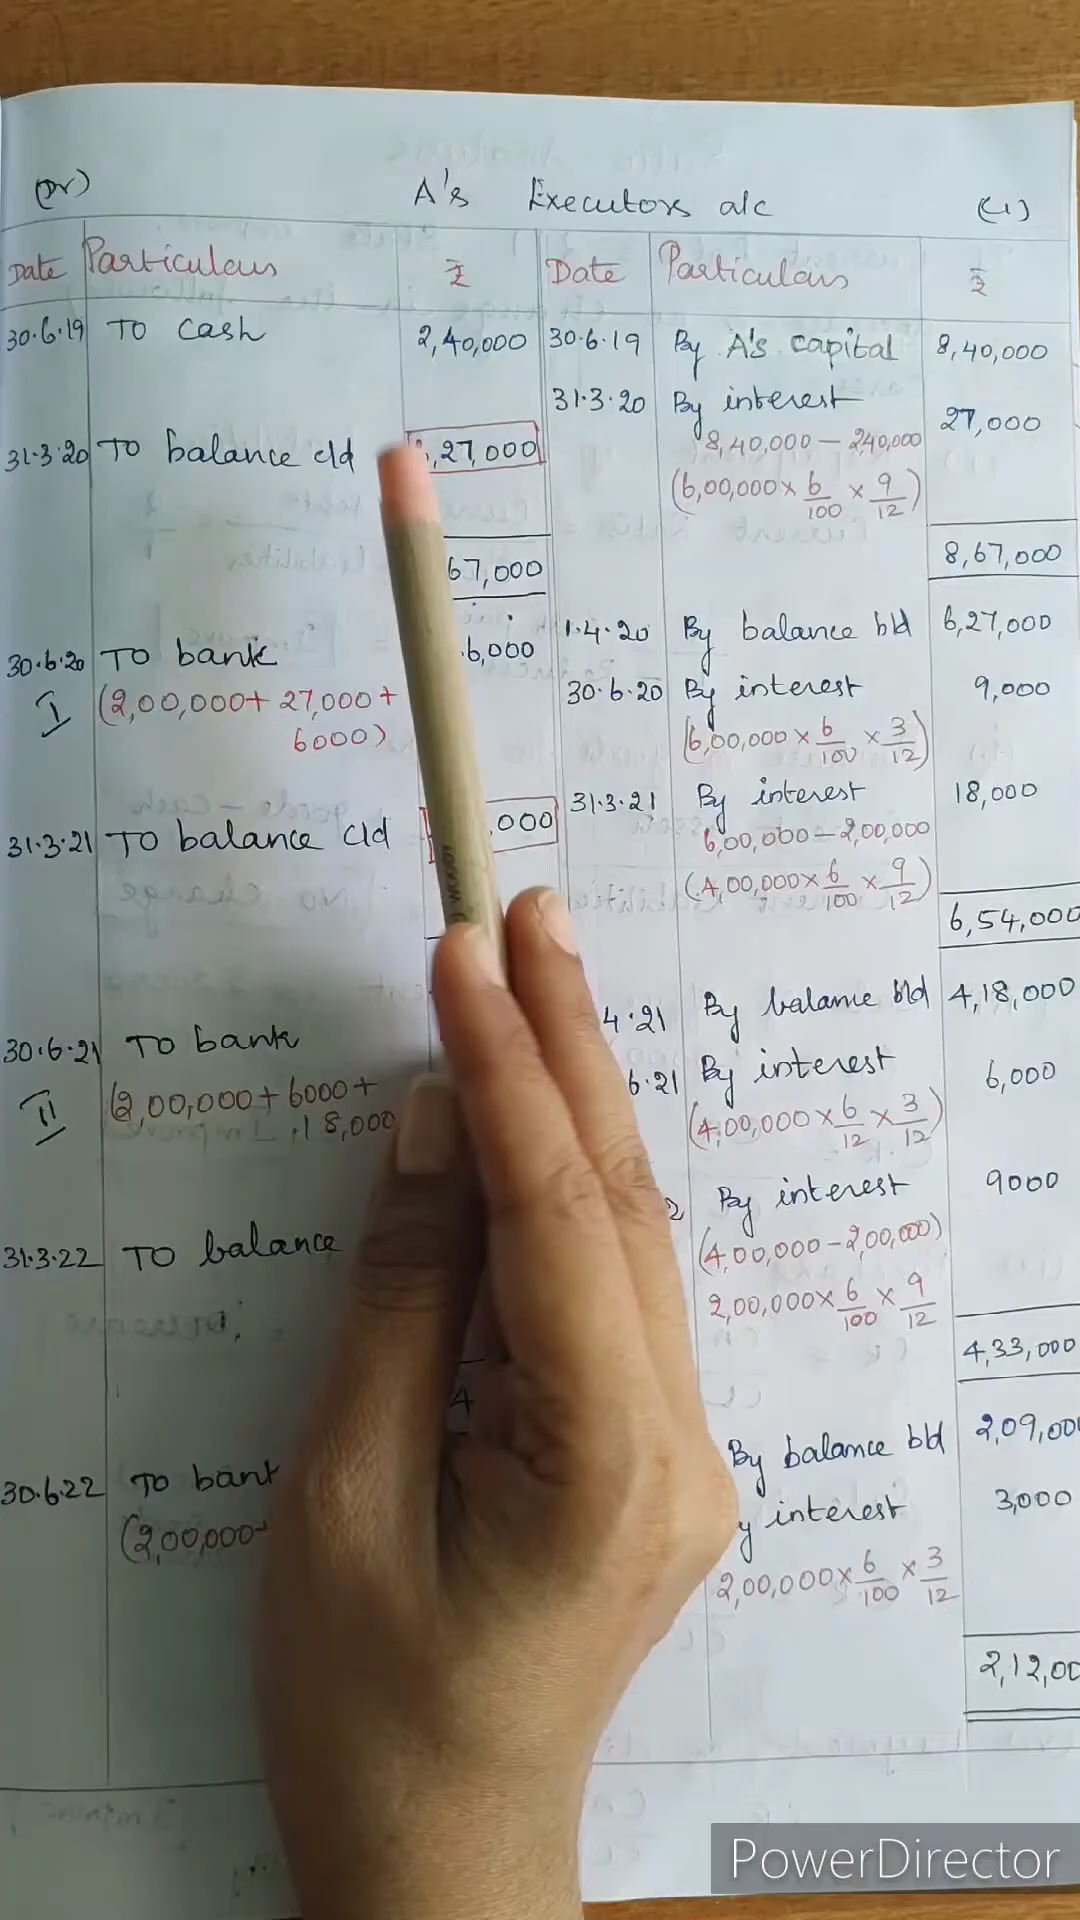 (Dr) A's Executors a/c (Cr)
Date Particulars ₹ Date Particulars ₹
30.6.19 To cash 2,40,000 30.6.19 By A's capital 8,40,000
31.3.20 By interest 27,000
8,40,000 – 240,000
31.3.20 To balance c/d ,27,000
(6,00,000 × 6/100 × 9/12)
67,000 8,67,000
1.4.20 By balance b/d 6,27,000
30.6.20 To bank 6,000
30.6.20 By interest 9,000
I (2,00,000 + 27,000 +
6000)
(6,00,000 × 6/100 × 3/12)
31.3.21 By interest 18,000
31.3.21 To balance c/d ,000
6,00,000 – 2,00,000
(4,00,000 × 6/100 × 9/12)
6,54,000
4.21 By balance b/d 4,18,000
30.6.21 To bank
6.21 By interest 6,000
II (2,00,000 + 6000 +
18,000
(4,00,000 × 6/12 × 3/12)
2 By interest 9000
(4,00,000 – 2,00,000)
31.3.22 To balance
2,00,000 × 6/100 × 9/12
4,33,000
4
By balance b/d 2,09,00
30.6.22 To bank
y interest 3,000
(2,00,000+
2,00,000 × 6/100 × 3/12
2,12,00
PowerDirector